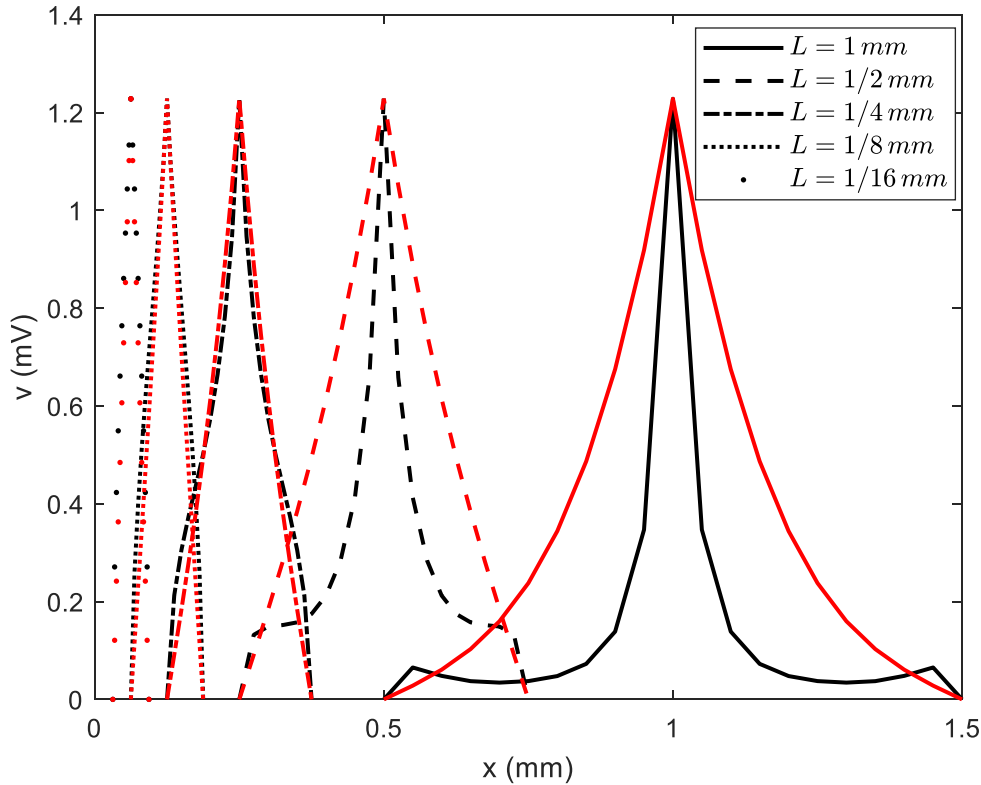 1.4
1.2
1
0.8
0.6
0.4
0.2
0
v (mV)
L = 1 mm
L = 1/2 mm
L = 1/4 mm
L = 1/8 mm
L = 1/16 mm
0
0.5
1
1.5
x (mm)